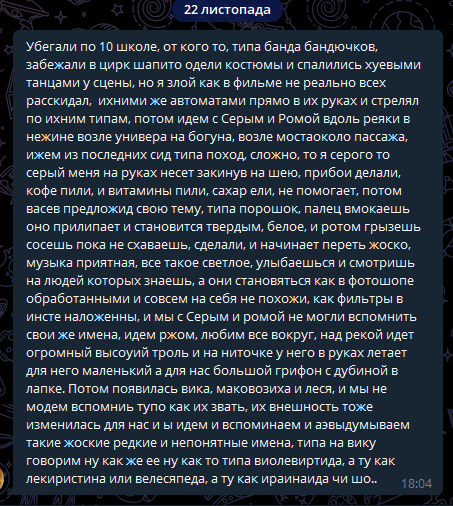 22 листопада
Убегали по 10 школе, от кого то, типа банда бандючков,
забежали в цирк шапито одели костюмы и спалились хуевыми
танцами у сцены, но я злой как в фильме не реально всех
расскидал, ихними же автоматами прямо в их руках и стрелял
по ихним типам, потом идем с Серым и Ромой вдоль реяки в
нежине возле универа на богуна, возле мостаоколо пассажа,
ижем из последних сид типа поход, сложно, то я серого то
серый меня на руках несет закинув на шею, прибои делали,
кофе пили, и витамины пили, сахар ели, не помогает, потом
васев предложид свою тему, типа порошок, палец вмокаешь
оно прилипает и становится твердым, белое, и ротом грызешь
сосешь пока не схаваешь, сделали, и начинает переть жоско,
музыка приятная, все такое светлое, улыбаешься и смотришь
на людей которых знаешь, а они становяться как в фотошопе
обработанными и совсем на себя не похожи, как фильтры в
инсте наложенны, и мы с Серым и ромой не могли вспомнить
свои же имена, идем ржом, любим все вокруг, над рекой идет
огромный высоуий троль и на ниточке у него в руках летает
для него маленький а для нас большой грифон с дубиной в
лапке. Потом появилась вика, маковозиха и леся, и мы не
модем вспомниь тупо как их звать, их внешность тоже
изменилась для нас и ы идем и вспоминаем и аэвыдумываем
такие жоские редкие и непонятные имена, типа на вику
говорим ну как же ее ну как то типа виолевиртида, а ту как
лекиристина или велесяпеда, а ту как ираинаида чи шо..
18:04